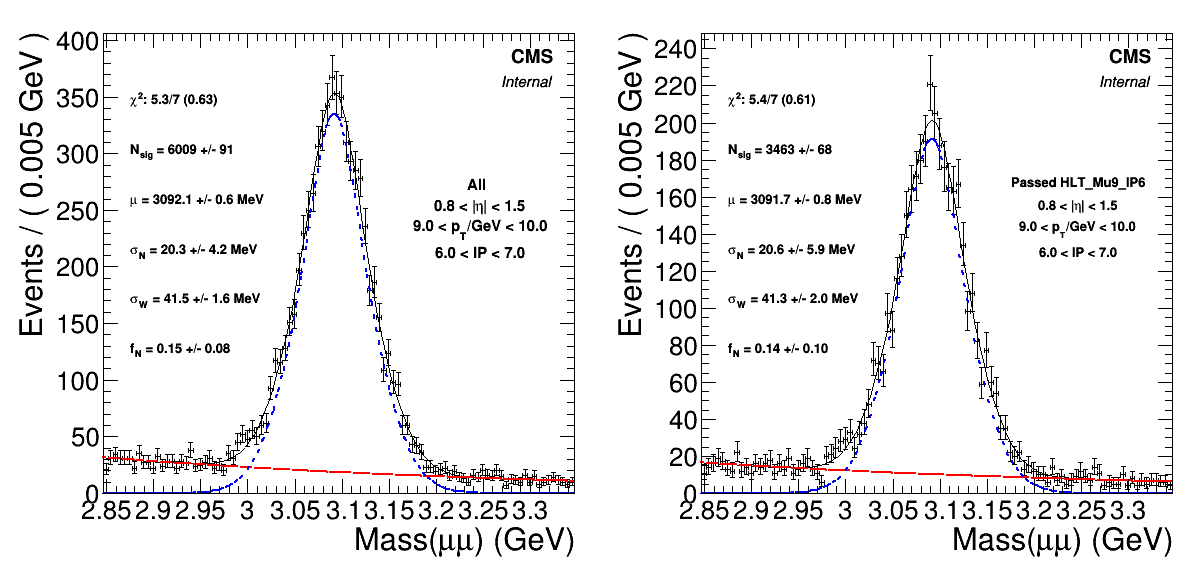 Events / ( 0.005 GeV )
400
350
300
250
200
150
100
50
0
CMS
Internal
χ²: 5.3/7 (0.63)
N_sig = 6009 +/- 91
μ = 3092.1 +/- 0.6 MeV
σ_N = 20.3 +/- 4.2 MeV
σ_W = 41.5 +/- 1.6 MeV
f_N = 0.15 +/- 0.08
All
0.8 < |η| < 1.5
9.0 < p_T/GeV < 10.0
6.0 < IP < 7.0
2.85 2.9 2.95 3 3.05 3.1 3.15 3.2 3.25 3.3
Mass(μμ) (GeV)
Events / ( 0.005 GeV )
240
220
200
180
160
140
120
100
80
60
40
20
0
CMS
Internal
χ²: 5.4/7 (0.61)
N_sig = 3463 +/- 68
μ = 3091.7 +/- 0.8 MeV
σ_N = 20.6 +/- 5.9 MeV
σ_W = 41.3 +/- 2.0 MeV
f_N = 0.14 +/- 0.10
Passed HLT_Mu9_IP6
0.8 < |η| < 1.5
9.0 < p_T/GeV < 10.0
6.0 < IP < 7.0
2.85 2.9 2.95 3 3.05 3.1 3.15 3.2 3.25 3.3
Mass(μμ) (GeV)